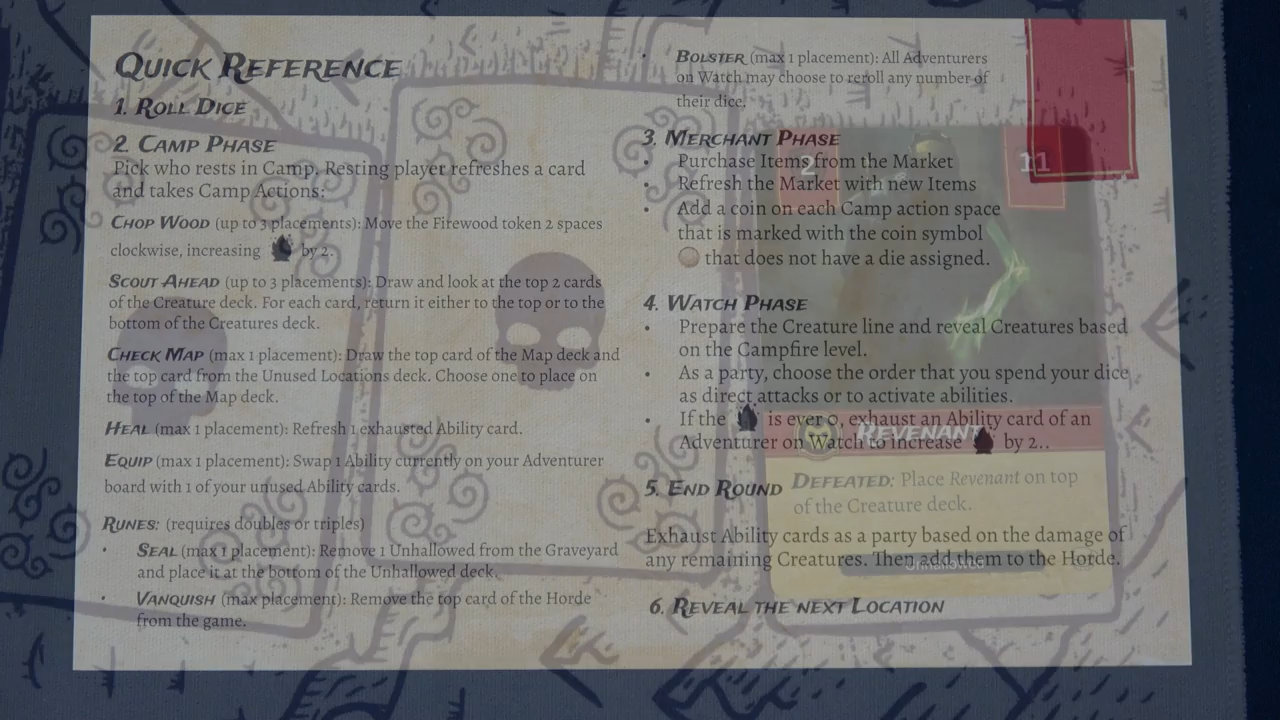 QUICK REFERENCE
1. ROLL DICE
2. CAMP PHASE
Pick who rests in Camp. Resting player refreshes a card
and takes Camp Actions:
CHOP WOOD (up to 3 placements): Move the Firewood token 2 spaces
clockwise, increasing by 2.
SCOUT AHEAD (up to 3 placements): Draw and look at the top 2 cards
of the Creature deck. For each card, return it either to the top or to the
bottom of the Creatures deck.
CHECK MAP (max 1 placement): Draw the top card of the Map deck and
the top card from the Unused Locations deck. Choose one to place on
the top of the Map deck.
HEAL (max 1 placement): Refresh 1 exhausted Ability card.
EQUIP (max 1 placement): Swap 1 Ability currently on your Adventurer
board with 1 of your unused Ability cards.
RUNES: (requires doubles or triples)
• SEAL (max 1 placement): Remove 1 Unhallowed from the Graveyard
and place it at the bottom of the Unhallowed deck.
• VANQUISH (max placement): Remove the top card of the Horde
from the game.
• BOLSTER (max 1 placement): All Adventurers
on Watch may choose to reroll any number of
their dice.
3. MERCHANT PHASE
• Purchase Items from the Market
• Refresh the Market with new Items
• Add a coin on each Camp action space
that is marked with the coin symbol
that does not have a die assigned.
4. WATCH PHASE
• Prepare the Creature line and reveal Creatures based
on the Campfire level.
• As a party, choose the order that you spend your dice
as direct attacks or to activate abilities.
• If the is ever 0, exhaust an Ability card of an
Adventurer on Watch to increase by 2..
5. END ROUND
Exhaust Ability cards as a party based on the damage of
any remaining Creatures. Then add them to the Horde.
6. REVEAL THE NEXT LOCATION
2
11
REVENANT
DEFEATED: Place Revenant on top
of the Creature deck.
UNHALLOWED